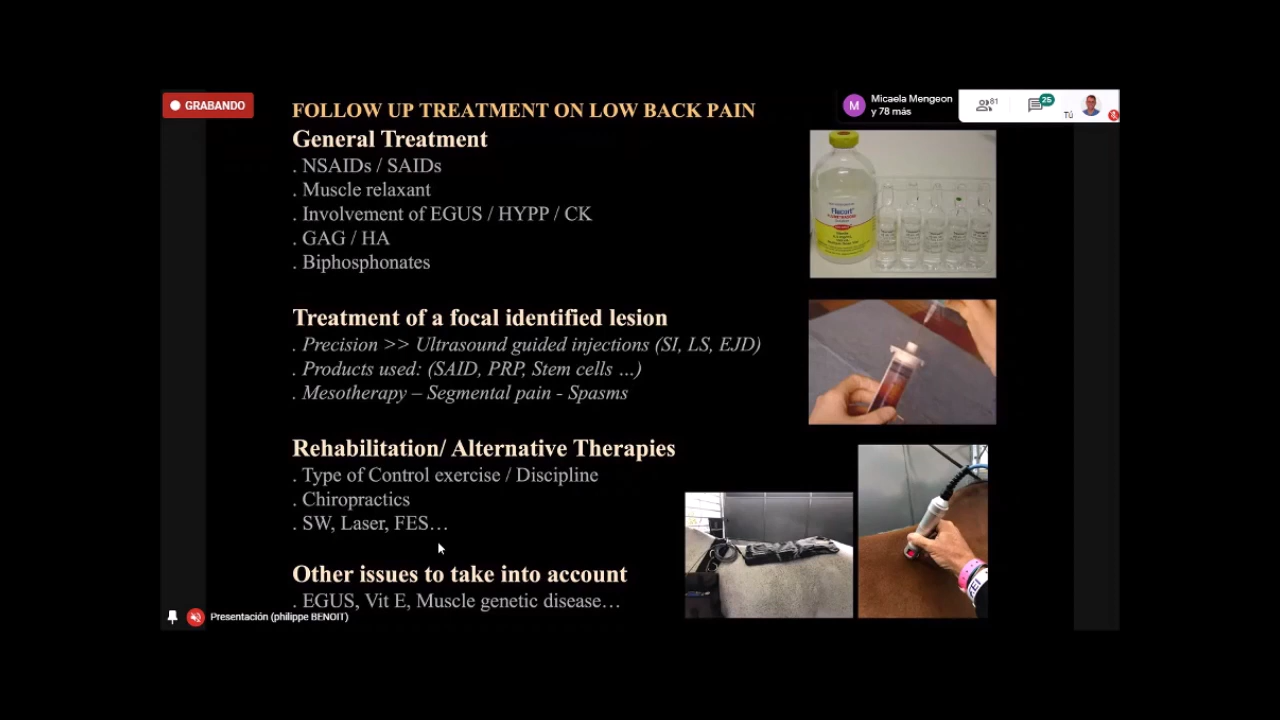 GRABANDO
FOLLOW UP TREATMENT ON LOW BACK PAIN
Micaela Mengeon
y 78 más
81
25
Tú
General Treatment
. NSAIDs / SAIDs
. Muscle relaxant
. Involvement of EGUS / HYPP / CK
. GAG / HA
. Biphosphonates
Treatment of a focal identified lesion
. Precision >> Ultrasound guided injections (SI, LS, EJD)
. Products used: (SAID, PRP, Stem cells ...)
. Mesotherapy – Segmental pain - Spasms
Rehabilitation/ Alternative Therapies
. Type of Control exercise / Discipline
. Chiropractics
. SW, Laser, FES…
Other issues to take into account
. EGUS, Vit E, Muscle genetic disease…
Presentación (philippe BENOIT)